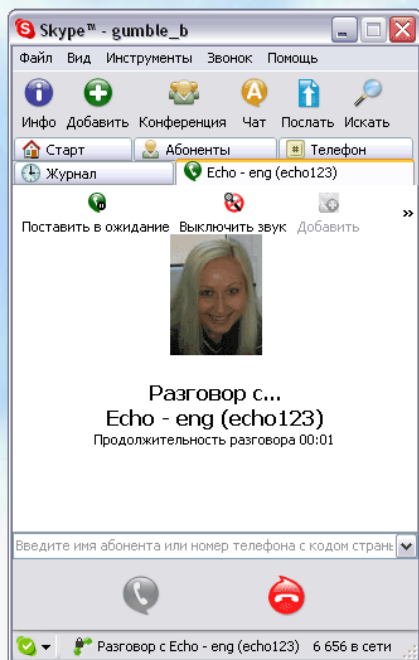 Skype™ - gumble_b
Файл Вид Инструменты Звонок Помощь
Инфо Добавить Конференция Чат Послать Искать
Старт Абоненты Телефон
Журнал Echo - eng (echo123)
Поставить в ожидание Выключить звук Добавить »
Разговор с...
Echo - eng (echo123)
Продолжительность разговора 00:01
Введите имя абонента или номер телефона с кодом страны
Разговор с Echo - eng (echo123) 6 656 в сети